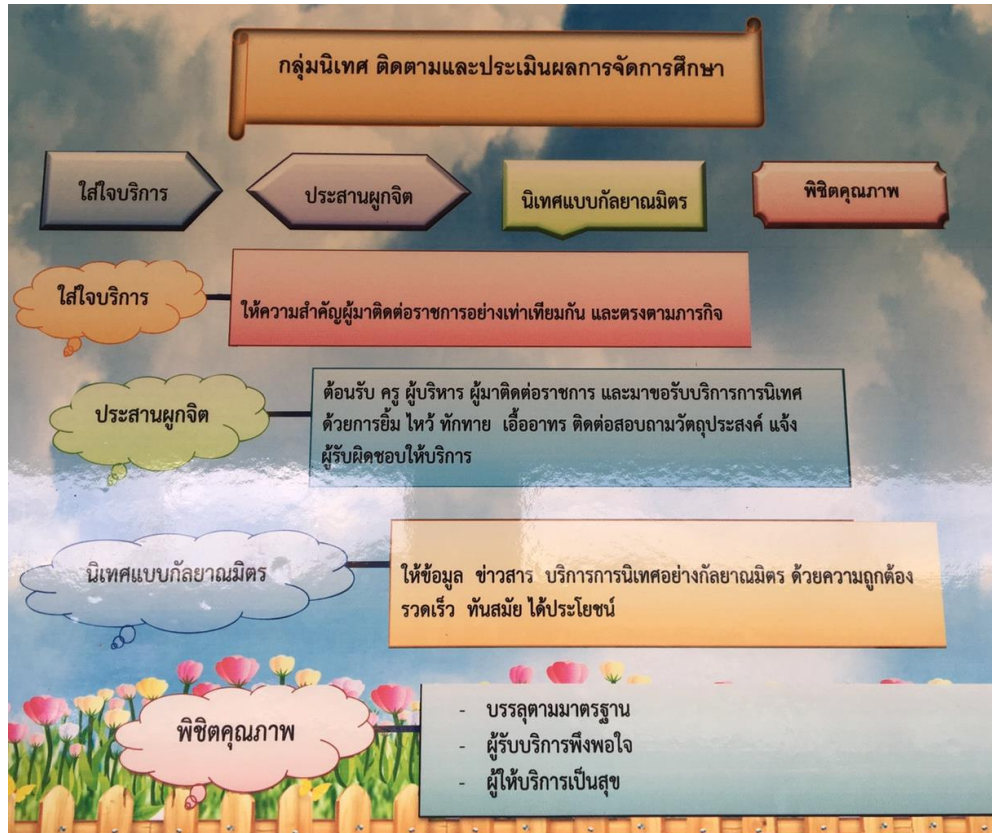 กลุ่มนิเทศ ติดตามและประเมินผลการจัดการศึกษา
ใส่ใจบริการ
ประสานผูกจิต
นิเทศแบบกัลยาณมิตร
พิชิตคุณภาพ
ใส่ใจบริการ
ให้ความสำคัญผู้มาติดต่อราชการอย่างเท่าเทียมกัน และตรงตามภารกิจ
ประสานผูกจิต
ต้อนรับ ครู ผู้บริหาร ผู้มาติดต่อราชการ และมาขอรับบริการการนิเทศ
ด้วยการยิ้ม ไหว้ ทักทาย เอื้ออาทร ติดต่อสอบถามวัตถุประสงค์ แจ้ง
ผู้รับผิดชอบให้บริการ
นิเทศแบบกัลยาณมิตร
ให้ข้อมูล ข่าวสาร บริการการนิเทศอย่างกัลยาณมิตร ด้วยความถูกต้อง
รวดเร็ว ทันสมัย ได้ประโยชน์
พิชิตคุณภาพ
- บรรลุตามมาตรฐาน
- ผู้รับบริการพึงพอใจ
- ผู้ให้บริการเป็นสุข